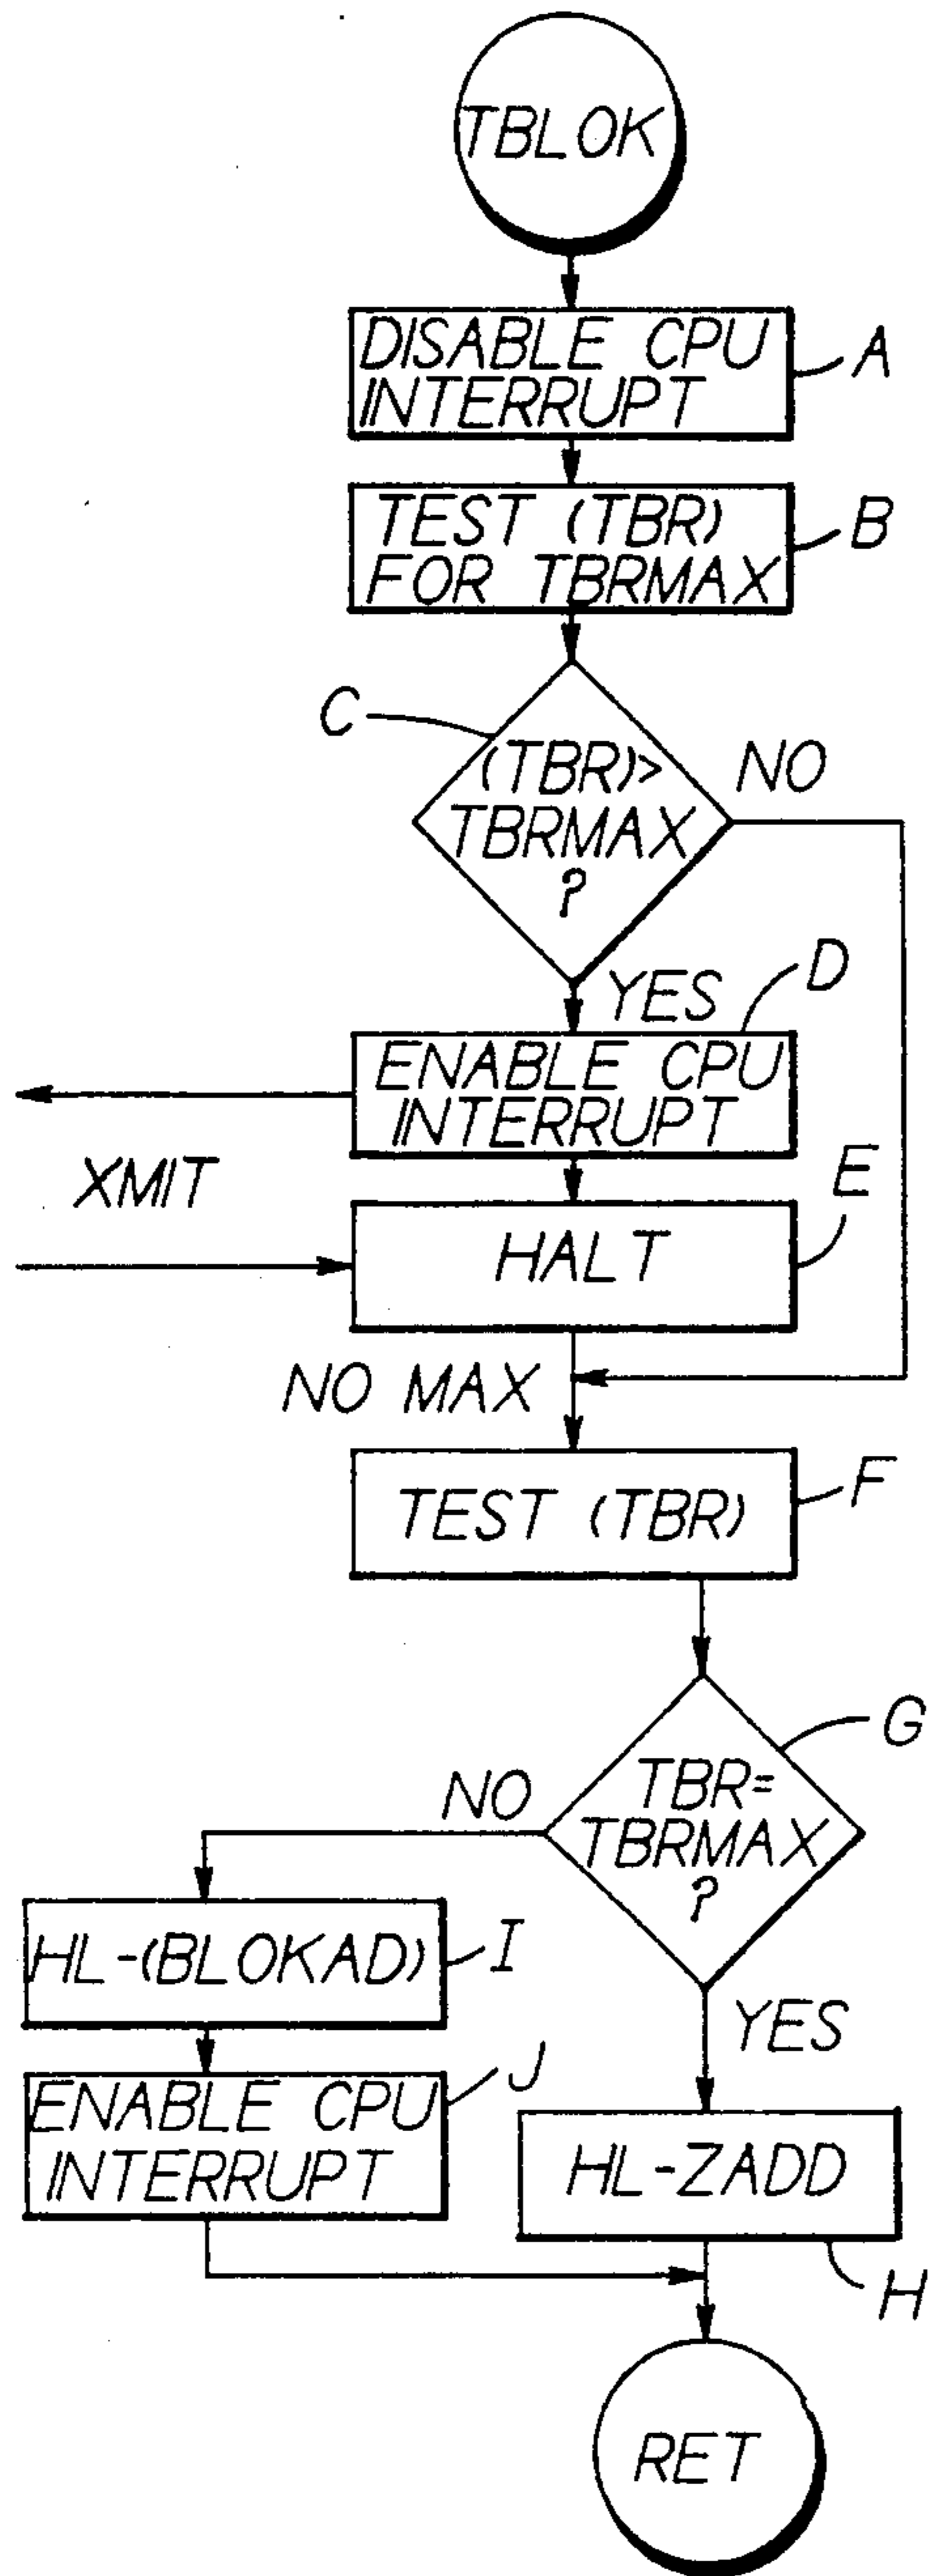 TBLOK
DISABLE CPU
INTERRUPT
A
TEST (TBR)
FOR TBRMAX
B
C
(TBR)>
TBRMAX
?
NO
YES
D
ENABLE CPU
INTERRUPT
XMIT
E
HALT
NO MAX
F
TEST (TBR)
G
TBR=
TBRMAX
?
NO
YES
HL-(BLOKAD)
I
ENABLE CPU
INTERRUPT
J
HL-ZADD
H
RET